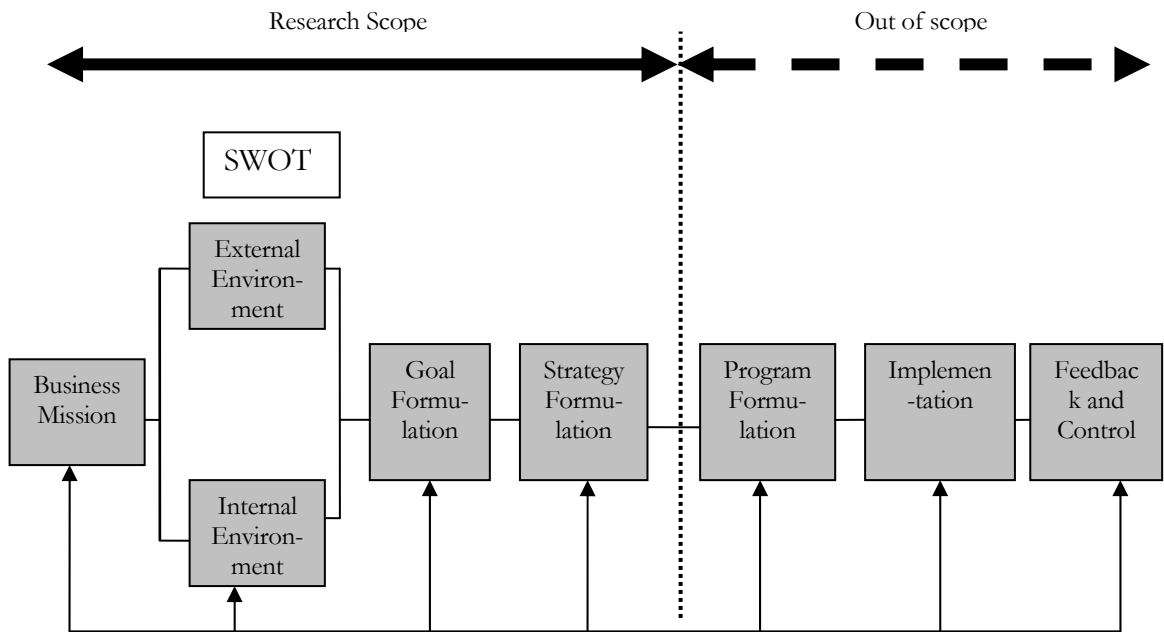 Research Scope
Out of scope
SWOT
External
Environ-
ment
Business
Mission
Goal
Formu-
lation
Strategy
Formu-
lation
Program
Formu-
lation
Implemen
-tation
Feedbac
k and
Control
Internal
Environ-
ment